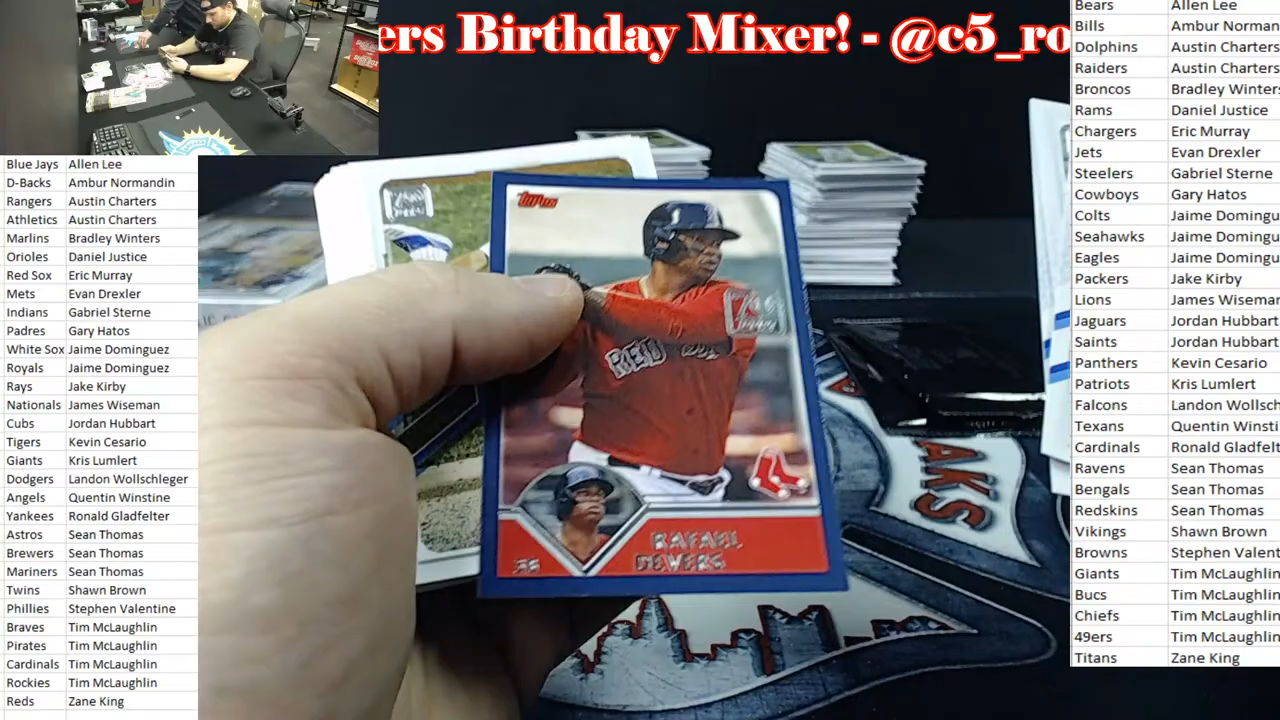 ers Birthday Mixer! - @c5_ro
Blue Jays Allen Lee
D-Backs Ambur Normandin
Rangers Austin Charters
Athletics Austin Charters
Marlins Bradley Winters
Orioles Daniel Justice
Red Sox Eric Murray
Mets Evan Drexler
Indians Gabriel Sterne
Padres Gary Hatos
White Sox Jaime Dominguez
Royals Jaime Dominguez
Rays Jake Kirby
Nationals James Wiseman
Cubs Jordan Hubbart
Tigers Kevin Cesario
Giants Kris Lumlert
Dodgers Landon Wollschleger
Angels Quentin Winstine
Yankees Ronald Gladfelter
Astros Sean Thomas
Brewers Sean Thomas
Mariners Sean Thomas
Twins Shawn Brown
Phillies Stephen Valentine
Braves Tim McLaughlin
Pirates Tim McLaughlin
Cardinals Tim McLaughlin
Rockies Tim McLaughlin
Reds Zane King
Topps
RED SOX
RAFAEL
DEVERS
AKS
Bears Allen Lee
Bills Ambur Norman
Dolphins Austin Charters
Raiders Austin Charters
Broncos Bradley Winters
Rams Daniel Justice
Chargers Eric Murray
Jets Evan Drexler
Steelers Gabriel Sterne
Cowboys Gary Hatos
Colts Jaime Domingu
Seahawks Jaime Domingu
Eagles Jaime Domingu
Packers Jake Kirby
Lions James Wiseman
Jaguars Jordan Hubbart
Saints Jordan Hubbart
Panthers Kevin Cesario
Patriots Kris Lumlert
Falcons Landon Wollsch
Texans Quentin Winsti
Cardinals Ronald Gladfelt
Ravens Sean Thomas
Bengals Sean Thomas
Redskins Sean Thomas
Vikings Shawn Brown
Browns Stephen Valent
Giants Tim McLaughlin
Bucs Tim McLaughlin
Chiefs Tim McLaughlin
49ers Tim McLaughlin
Titans Zane King